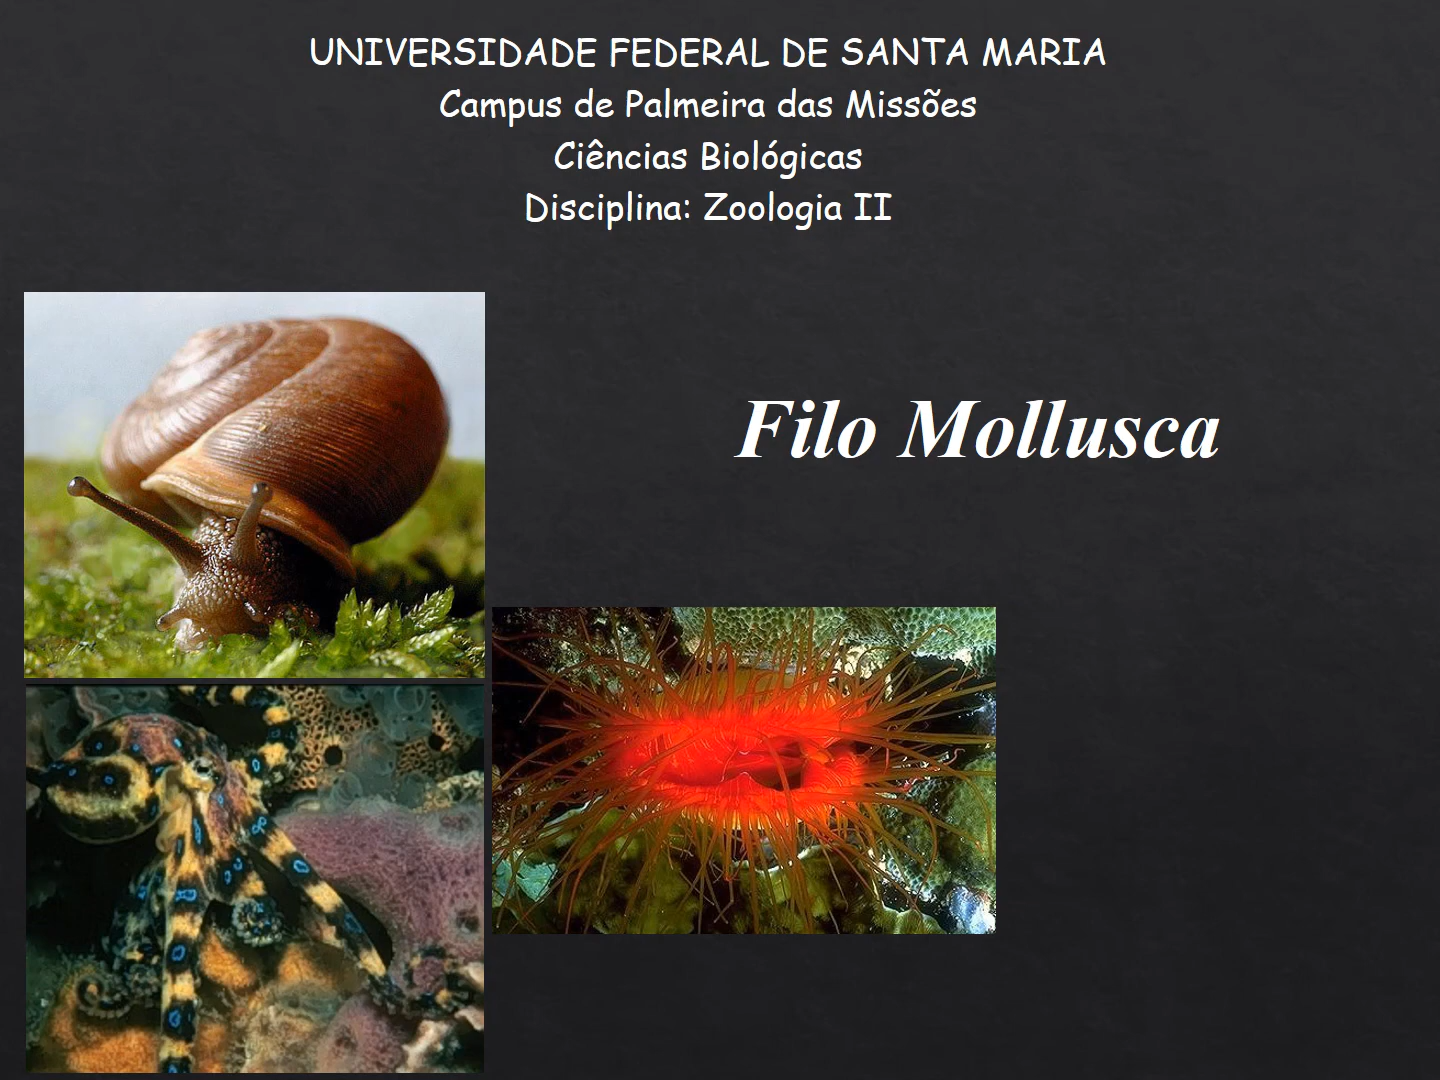 UNIVERSIDADE FEDERAL DE SANTA MARIA
Campus de Palmeira das Missões
Ciências Biológicas
Disciplina: Zoologia II
Filo Mollusca